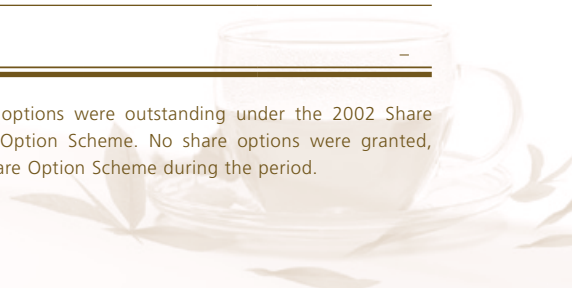 –
options were outstanding under the 2002 Share
Option Scheme. No share options were granted,
are Option Scheme during the period.